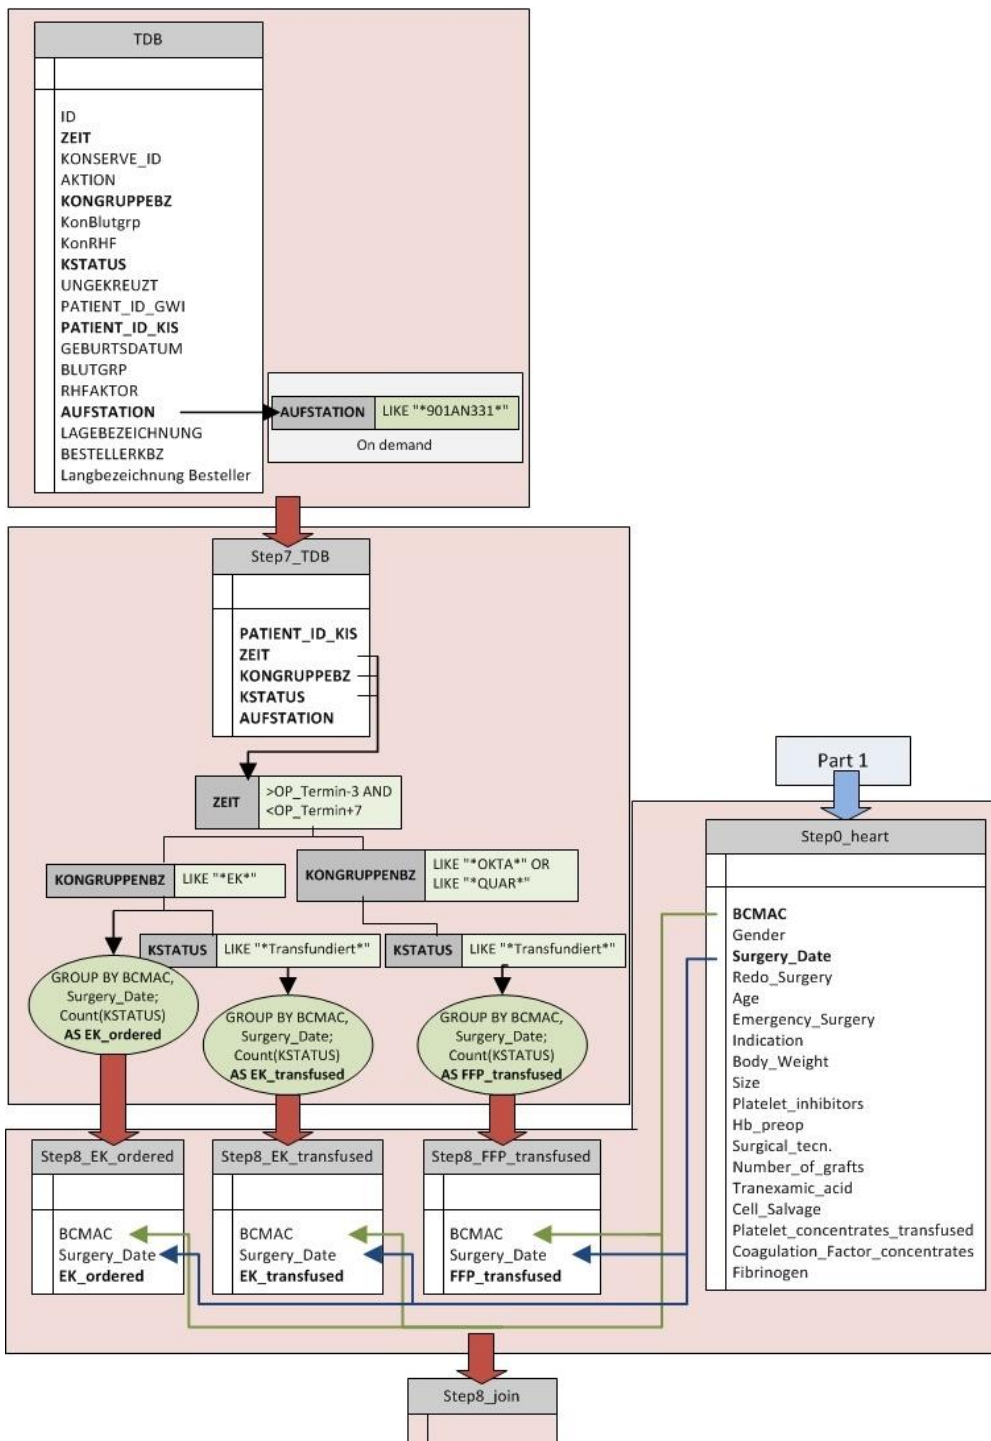 TDB
ID
ZEIT
KONSERVE_ID
AKTION
KONGRUPPEBZ
KonBlutgrp
KonRHF
KSTATUS
UNGEKREUZT
PATIENT_ID_GWI
PATIENT_ID_KIS
GEBURTSDATUM
BLUTGRP
RHFAKTOR
AUFSTATION
LAGEBEZEICHNUNG
BESTELLERKBZ
Langbezeichnung Besteller
AUFSTATION LIKE "*901AN331*"
On demand
Step7_TDB
PATIENT_ID_KIS
ZEIT
KONGRUPPEBZ
KSTATUS
AUFSTATION
ZEIT
>OP_Termin-3 AND
<OP_Termin+7
KONGRUPPENBZ LIKE "*EK*"
KONGRUPPENBZ
LIKE "*OKTA*" OR
LIKE "*QUAR*"
KSTATUS LIKE "*Transfundiert*"
KSTATUS LIKE "*Transfundiert*"
GROUP BY BCMAC,
Surgery_Date;
Count(KSTATUS)
AS EK_ordered
GROUP BY BCMAC,
Surgery_Date;
Count(KSTATUS)
AS EK_transfused
GROUP BY BCMAC,
Surgery_Date;
Count(KSTATUS)
AS FFP_transfused
Part 1
Step0_heart
BCMAC
Gender
Surgery_Date
Redo_Surgery
Age
Emergency_Surgery
Indication
Body_Weight
Size
Platelet_inhibitors
Hb_preop
Surgical_tecn.
Number_of_grafts
Tranexamic_acid
Cell_Salvage
Platelet_concentrates_transfused
Coagulation_Factor_concentrates
Fibrinogen
Step8_EK_ordered
BCMAC
Surgery_Date
EK_ordered
Step8_EK_transfused
BCMAC
Surgery_Date
EK_transfused
Step8_FFP_transfused
BCMAC
Surgery_Date
FFP_transfused
Step8_join